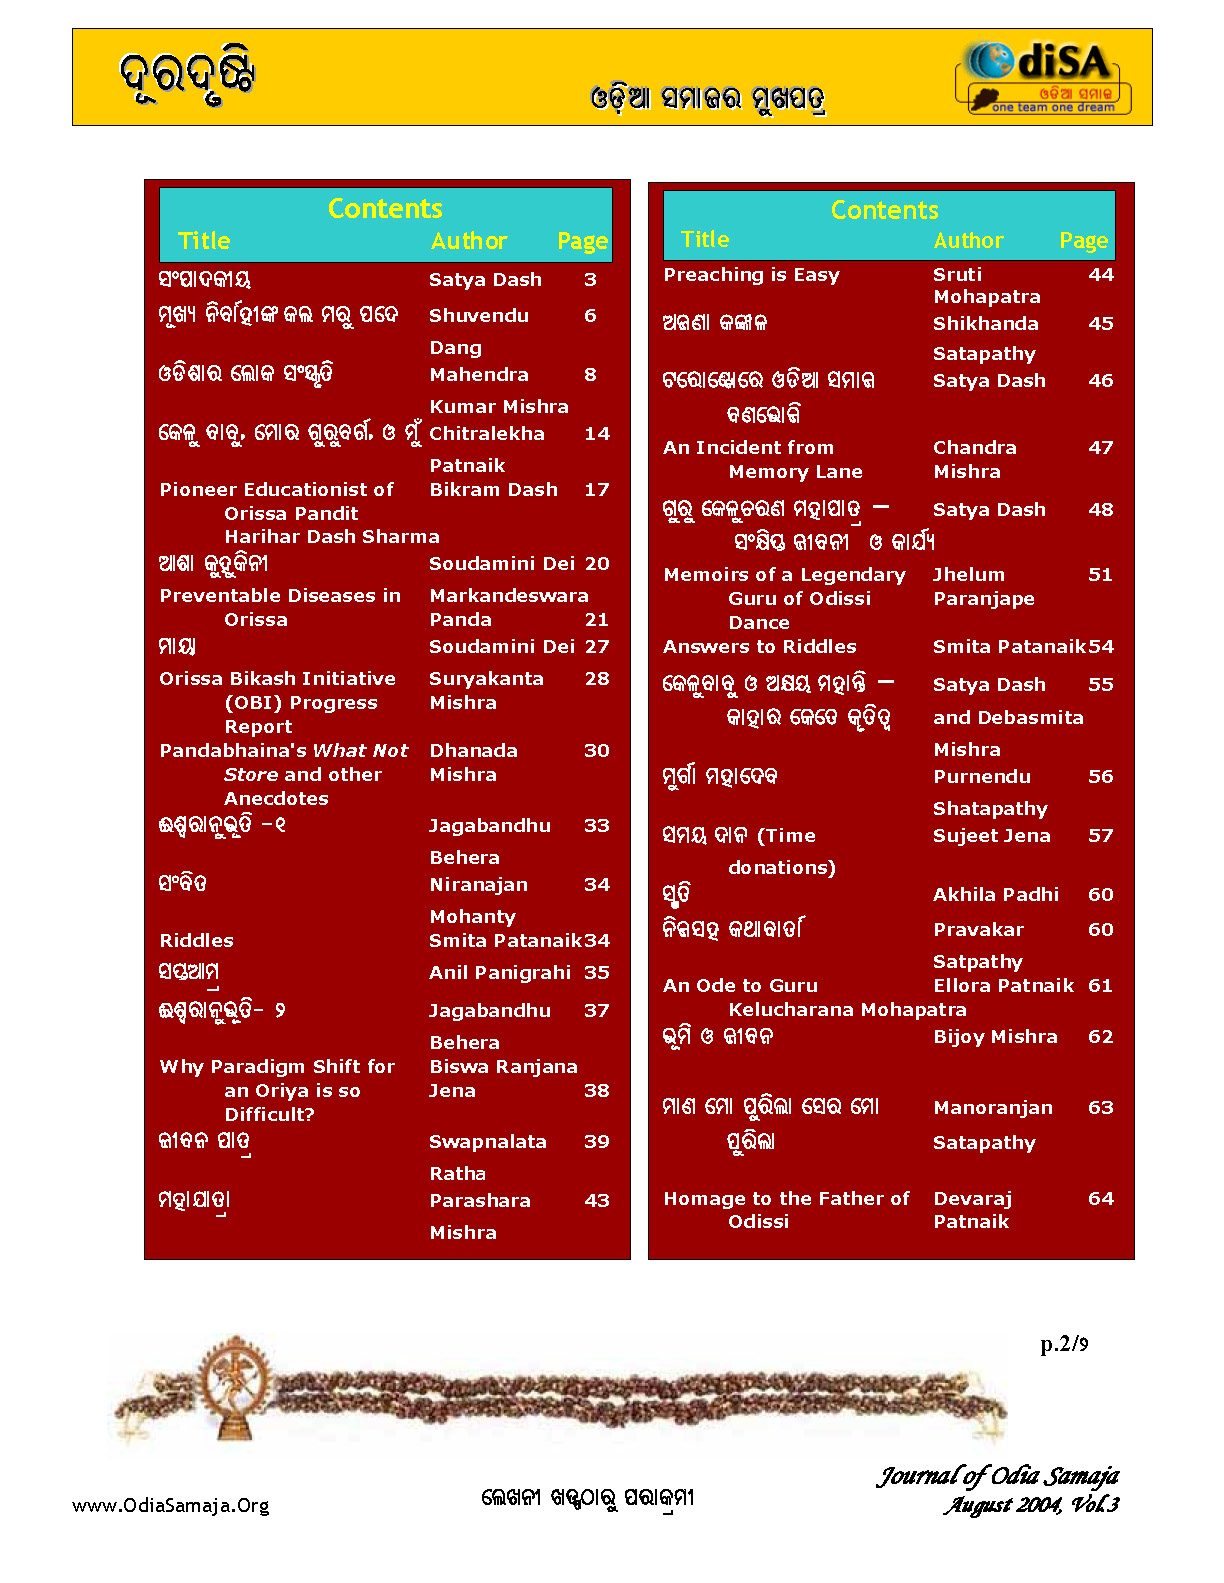 ଦୂରଦୃଷ୍ଟି
ଓଡ଼ିଆ ସମାଜର ମୁଖପତ୍ର
OdiSA
ଓଡିଆ ସମାଜ
one team one dream
Contents
Title Author Page
ସଂପାଦକୀୟ Satya Dash 3
ମୂଖ୍ୟ ନିର୍ବାହୀଙ୍କ କଲ ମରୁ ପଦେ Shuvendu 6
Dang
ଓଡିଶାର ଲୋକ ସଂସ୍କୃତି Mahendra 8
Kumar Mishra
କେଳୁ ବାବୁ, ମୋର ଗୁରୁବର୍ଗ, ଓ ମୁଁ Chitralekha 14
Patnaik
Pioneer Educationist of Bikram Dash 17
Orissa Pandit
Harihar Dash Sharma
ଆଶା କୁହୁକିନୀ Soudamini Dei 20
Preventable Diseases in Markandeswara
Orissa Panda 21
ମାୟା Soudamini Dei 27
Orissa Bikash Initiative Suryakanta 28
(OBI) Progress Mishra
Report
Pandabhaina's What Not Dhanada 30
Store and other Mishra
Anecdotes
ଈଶ୍ୱରାନୁଭୂତି -୧ Jagabandhu 33
Behera
ସଂବିତ Niranajan 34
Mohanty
Riddles Smita Patanaik 34
ସପ୍ତଆମ୍ର Anil Panigrahi 35
ଈଶ୍ୱରାନୁଭୂତି- ୨ Jagabandhu 37
Behera
Why Paradigm Shift for Biswa Ranjana
an Oriya is so Jena 38
Difficult?
ଜୀବନ ପାତ୍ର Swapnalata 39
Ratha
ମହାଯାତ୍ରା Parashara 43
Mishra
Contents
Title Author Page
Preaching is Easy Sruti 44
Mohapatra
ଅଜଣା କଙ୍କାଳ Shikhanda 45
Satapathy
ଟରୋଣ୍ଟୋରେ ଓଡିଆ ସମାଜ Satya Dash 46
ବଣଭୋଜି
An Incident from Chandra 47
Memory Lane Mishra
ଗୁରୁ କେଳୁଚରଣ ମହାପାତ୍ର — Satya Dash 48
ସଂକ୍ଷିପ୍ତ ଜୀବନୀ ଓ କାର୍ଯ୍ୟ
Memoirs of a Legendary Jhelum 51
Guru of Odissi Paranjape
Dance
Answers to Riddles Smita Patanaik 54
କେଳୁବାବୁ ଓ ଅକ୍ଷୟ ମହାନ୍ତି — Satya Dash 55
କାହାର କେତେ କୃତିତ୍ୱ and Debasmita
Mishra
ମୁର୍ଗା ମହାଦେବ Purnendu 56
Shatapathy
ସମୟ ଦାନ (Time Sujeet Jena 57
donations)
ସ୍ମୃତି Akhila Padhi 60
ନିଜସହ କଥାବାର୍ତା Pravakar 60
Satpathy
An Ode to Guru Ellora Patnaik 61
Kelucharana Mohapatra
ଭୂମି ଓ ଜୀବନ Bijoy Mishra 62
ମାଣ ମୋ ପୁରିଲା ସେର ମୋ Manoranjan 63
ପୁରିଲା Satapathy
Homage to the Father of Devaraj 64
Odissi Patnaik
p.2/୨
Journal of Odia Samaja
www.OdiaSamaja.Org ଲେଖନୀ ଖଡ୍ଗଠାରୁ ପରାକ୍ରମୀ August 2004, Vol.3